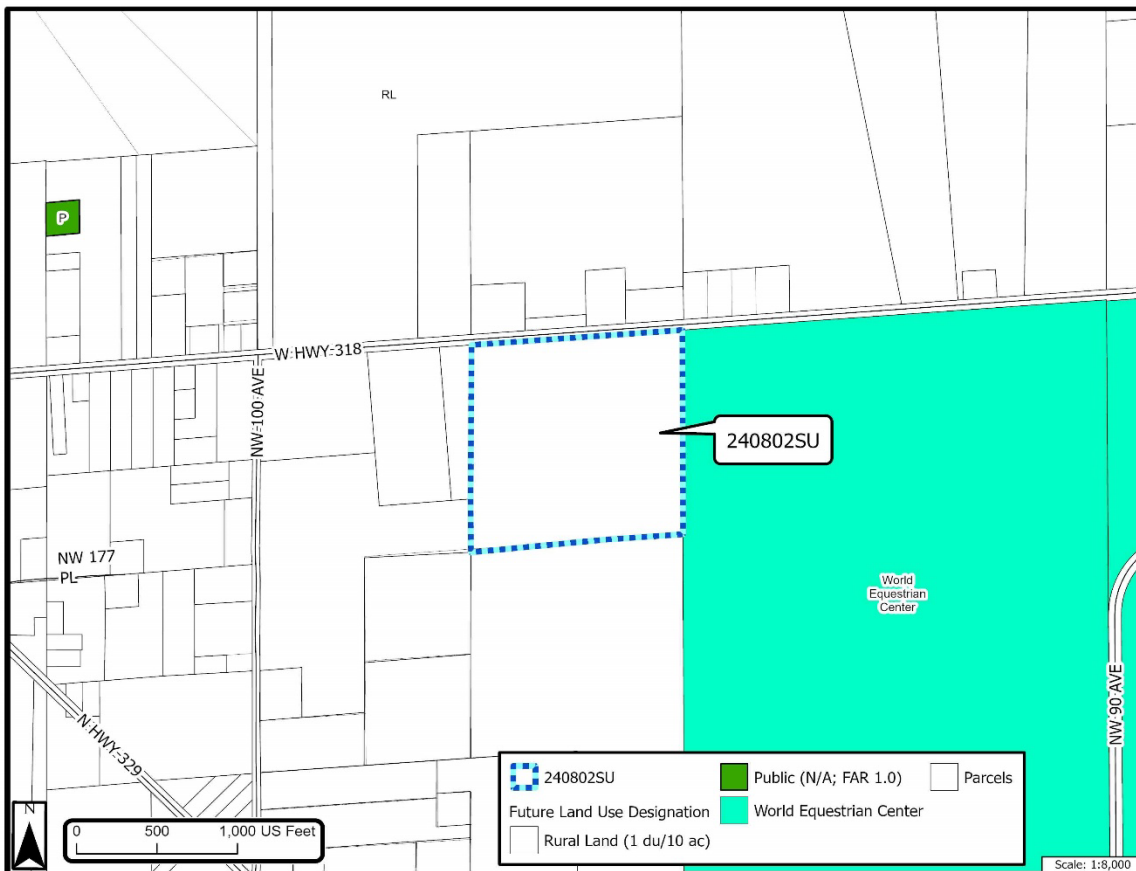 RL
P
W HWY 318
NW 100 AVE
240802SU
NW 177
PL
World
Equestrian
Center
NW 90 AVE
N HWY 329
N
0 500 1,000 US Feet
240802SU
Public (N/A; FAR 1.0)
Parcels
Future Land Use Designation
World Equestrian Center
Rural Land (1 du/10 ac)
Scale: 1:8,000